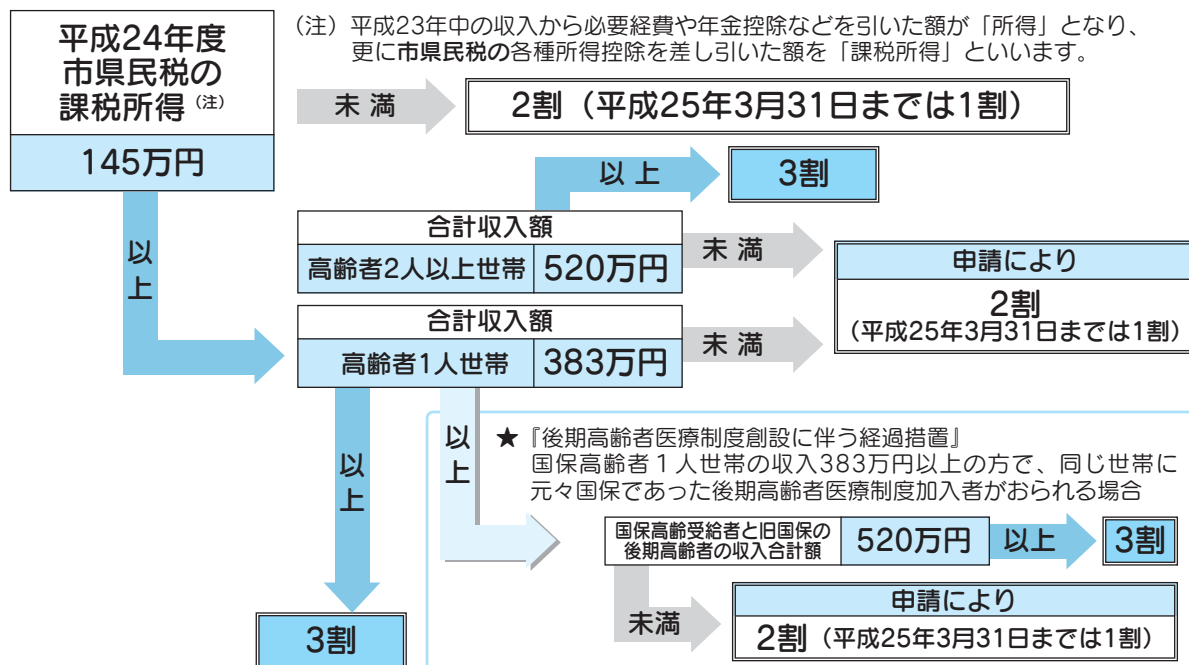 平成24年度
市県民税の
課税所得（注）
145万円
（注）平成23年中の収入から必要経費や年金控除などを引いた額が「所得」となり、
更に市県民税の各種所得控除を差し引いた額を「課税所得」といいます。
未 満
2割（平成25年3月31日までは1割）
以 上
3割
以上
合計収入額
高齢者2人以上世帯 520万円
未 満
合計収入額
高齢者1人世帯 383万円
未 満
申請により
2割
（平成25年3月31日までは1割）
以上
3割
以上
★『後期高齢者医療制度創設に伴う経過措置』
国保高齢者１人世帯の収入383万円以上の方で、同じ世帯に
元々国保であった後期高齢者医療制度加入者がおられる場合
国保高齢受給者と旧国保の
後期高齢者の収入合計額
520万円
以上
3割
未満
申請により
2割（平成25年3月31日までは1割）